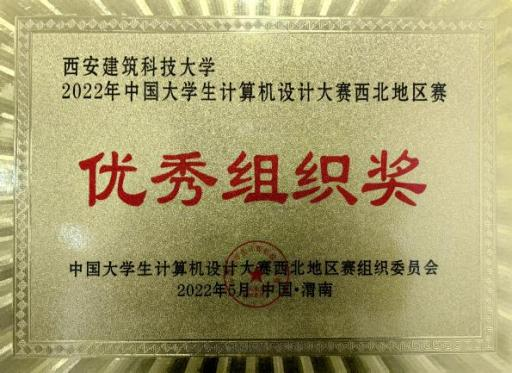 西安建筑科技大学
2022年中国大学生计算机设计大赛西北地区赛
优秀组织奖
中国大学生计算机设计大赛西北地区赛组织委员会
2022年5月 中国·渭南